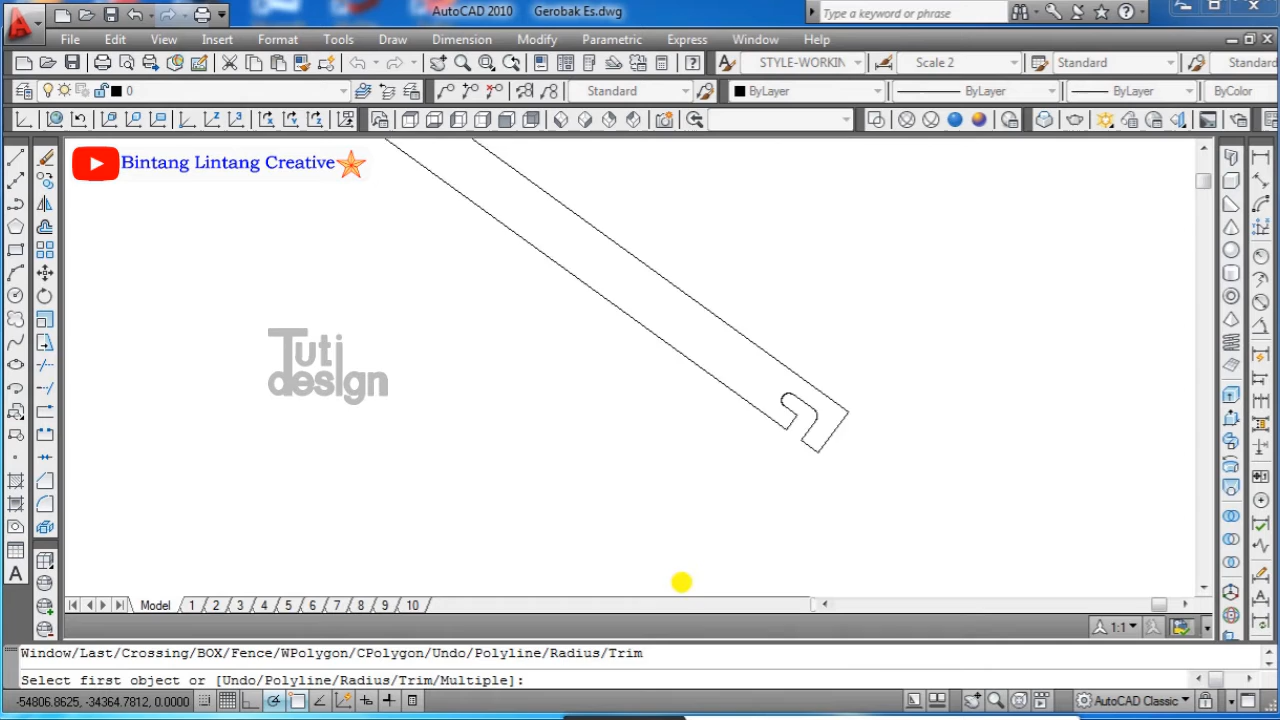 AutoCAD 2010 Gerobak Es.dwg
Type a keyword or phrase
File Edit View Insert Format Tools Draw Dimension Modify Parametric Express Window Help
STYLE-WORKIN Scale 2 Standard Standard
0 Standard ByLayer ByLayer ByLayer ByColor
Bintang Lintang Creative
Tuti
design
Model 1 2 3 4 5 6 7 8 9 10
1:1
Window/Last/Crossing/BOX/Fence/WPolygon/CPolygon/Undo/Polyline/Radius/Trim
Select first object or [Undo/Polyline/Radius/Trim/Multiple]:
-54806.8625, -34364.7812, 0.0000 AutoCAD Classic